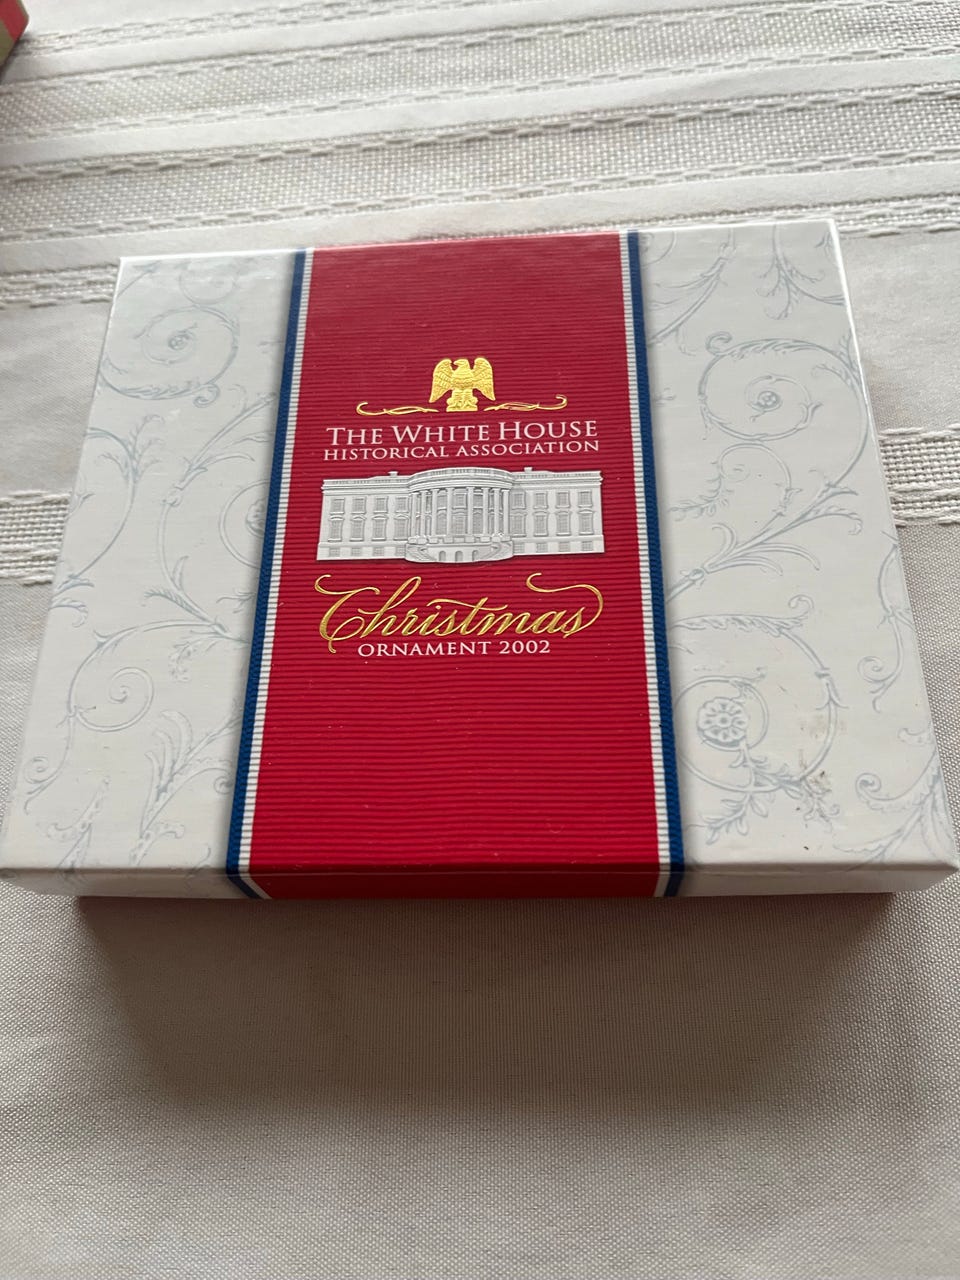 THE WHITE HOUSE
HISTORICAL ASSOCIATION
Christmas
ORNAMENT 2002